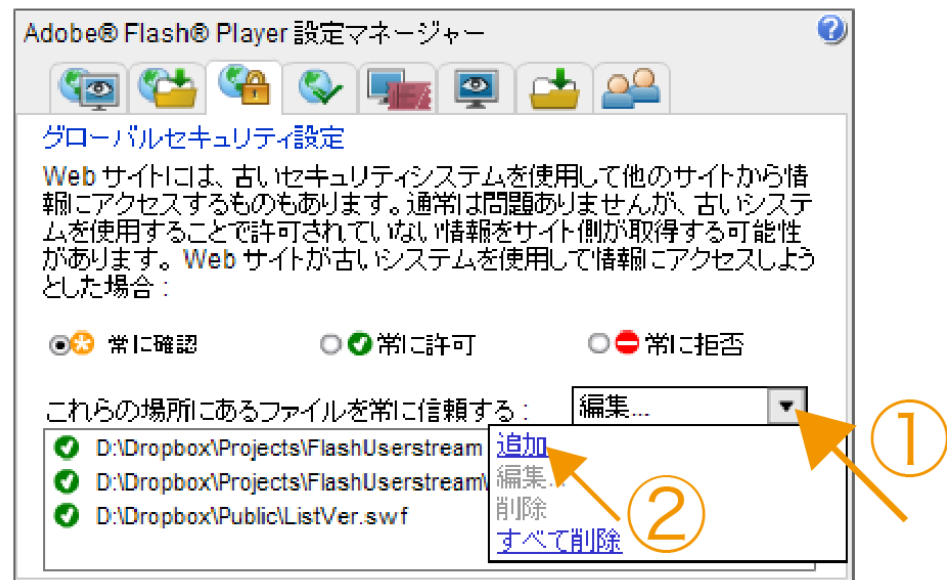 Adobe® Flash® Player 設定マネージャー
グローバルセキュリティ設定
Web サイトには、古いセキュリティシステムを使用して他のサイトから情
報にアクセスするものもあります。通常は問題ありませんが、古いシステ
ムを使用することで許可されていない情報をサイト側が取得する可能性
があります。Web サイトが古いシステムを使用して情報にアクセスしよう
とした場合 :
常に確認 常に許可 常に拒否
これらの場所にあるファイルを常に信頼する : 編集... ①
D:\Dropbox\Projects\FlashUserstream 追加
D:\Dropbox\Projects\FlashUserstream\ 編集... ②
D:\Dropbox\Public\ListVer.swf 削除
すべて削除